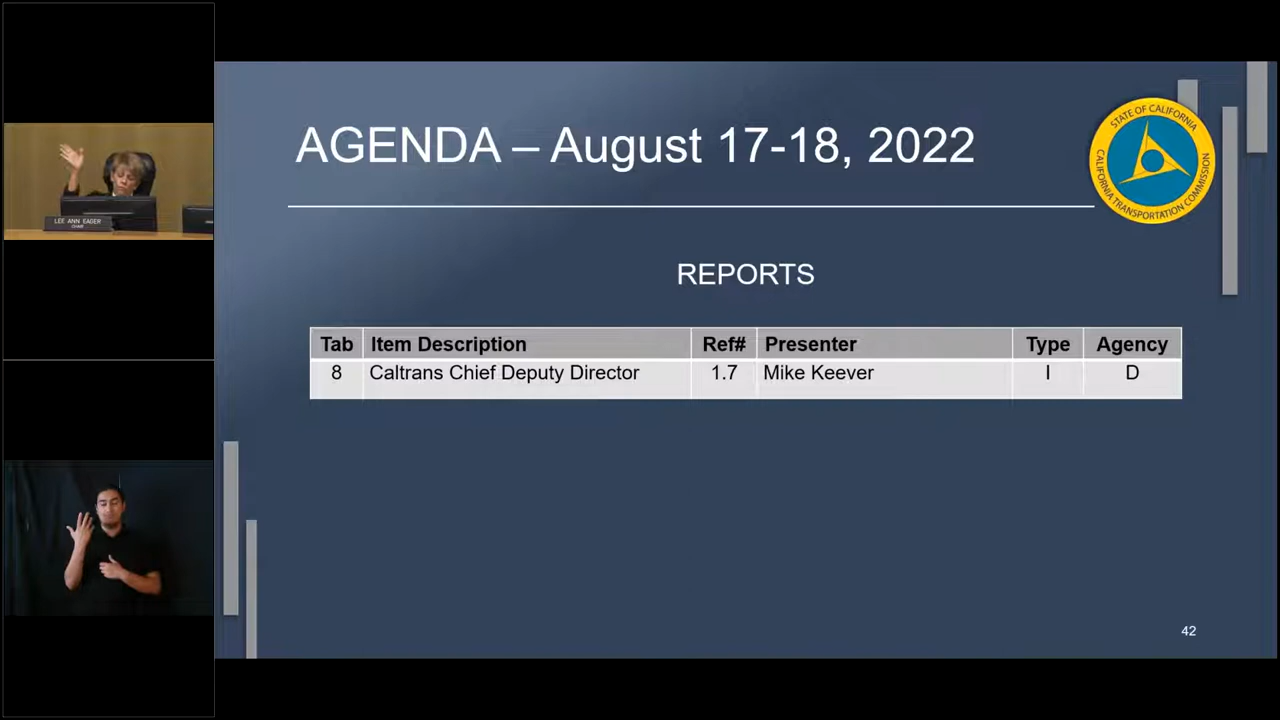 AGENDA – August 17-18, 2022
STATE OF CALIFORNIA
CALIFORNIA TRANSPORTATION COMMISSION
REPORTS
Tab Item Description Ref# Presenter Type Agency
8 Caltrans Chief Deputy Director 1.7 Mike Keever I D
42
LEE ANN EAGER
CHAIR